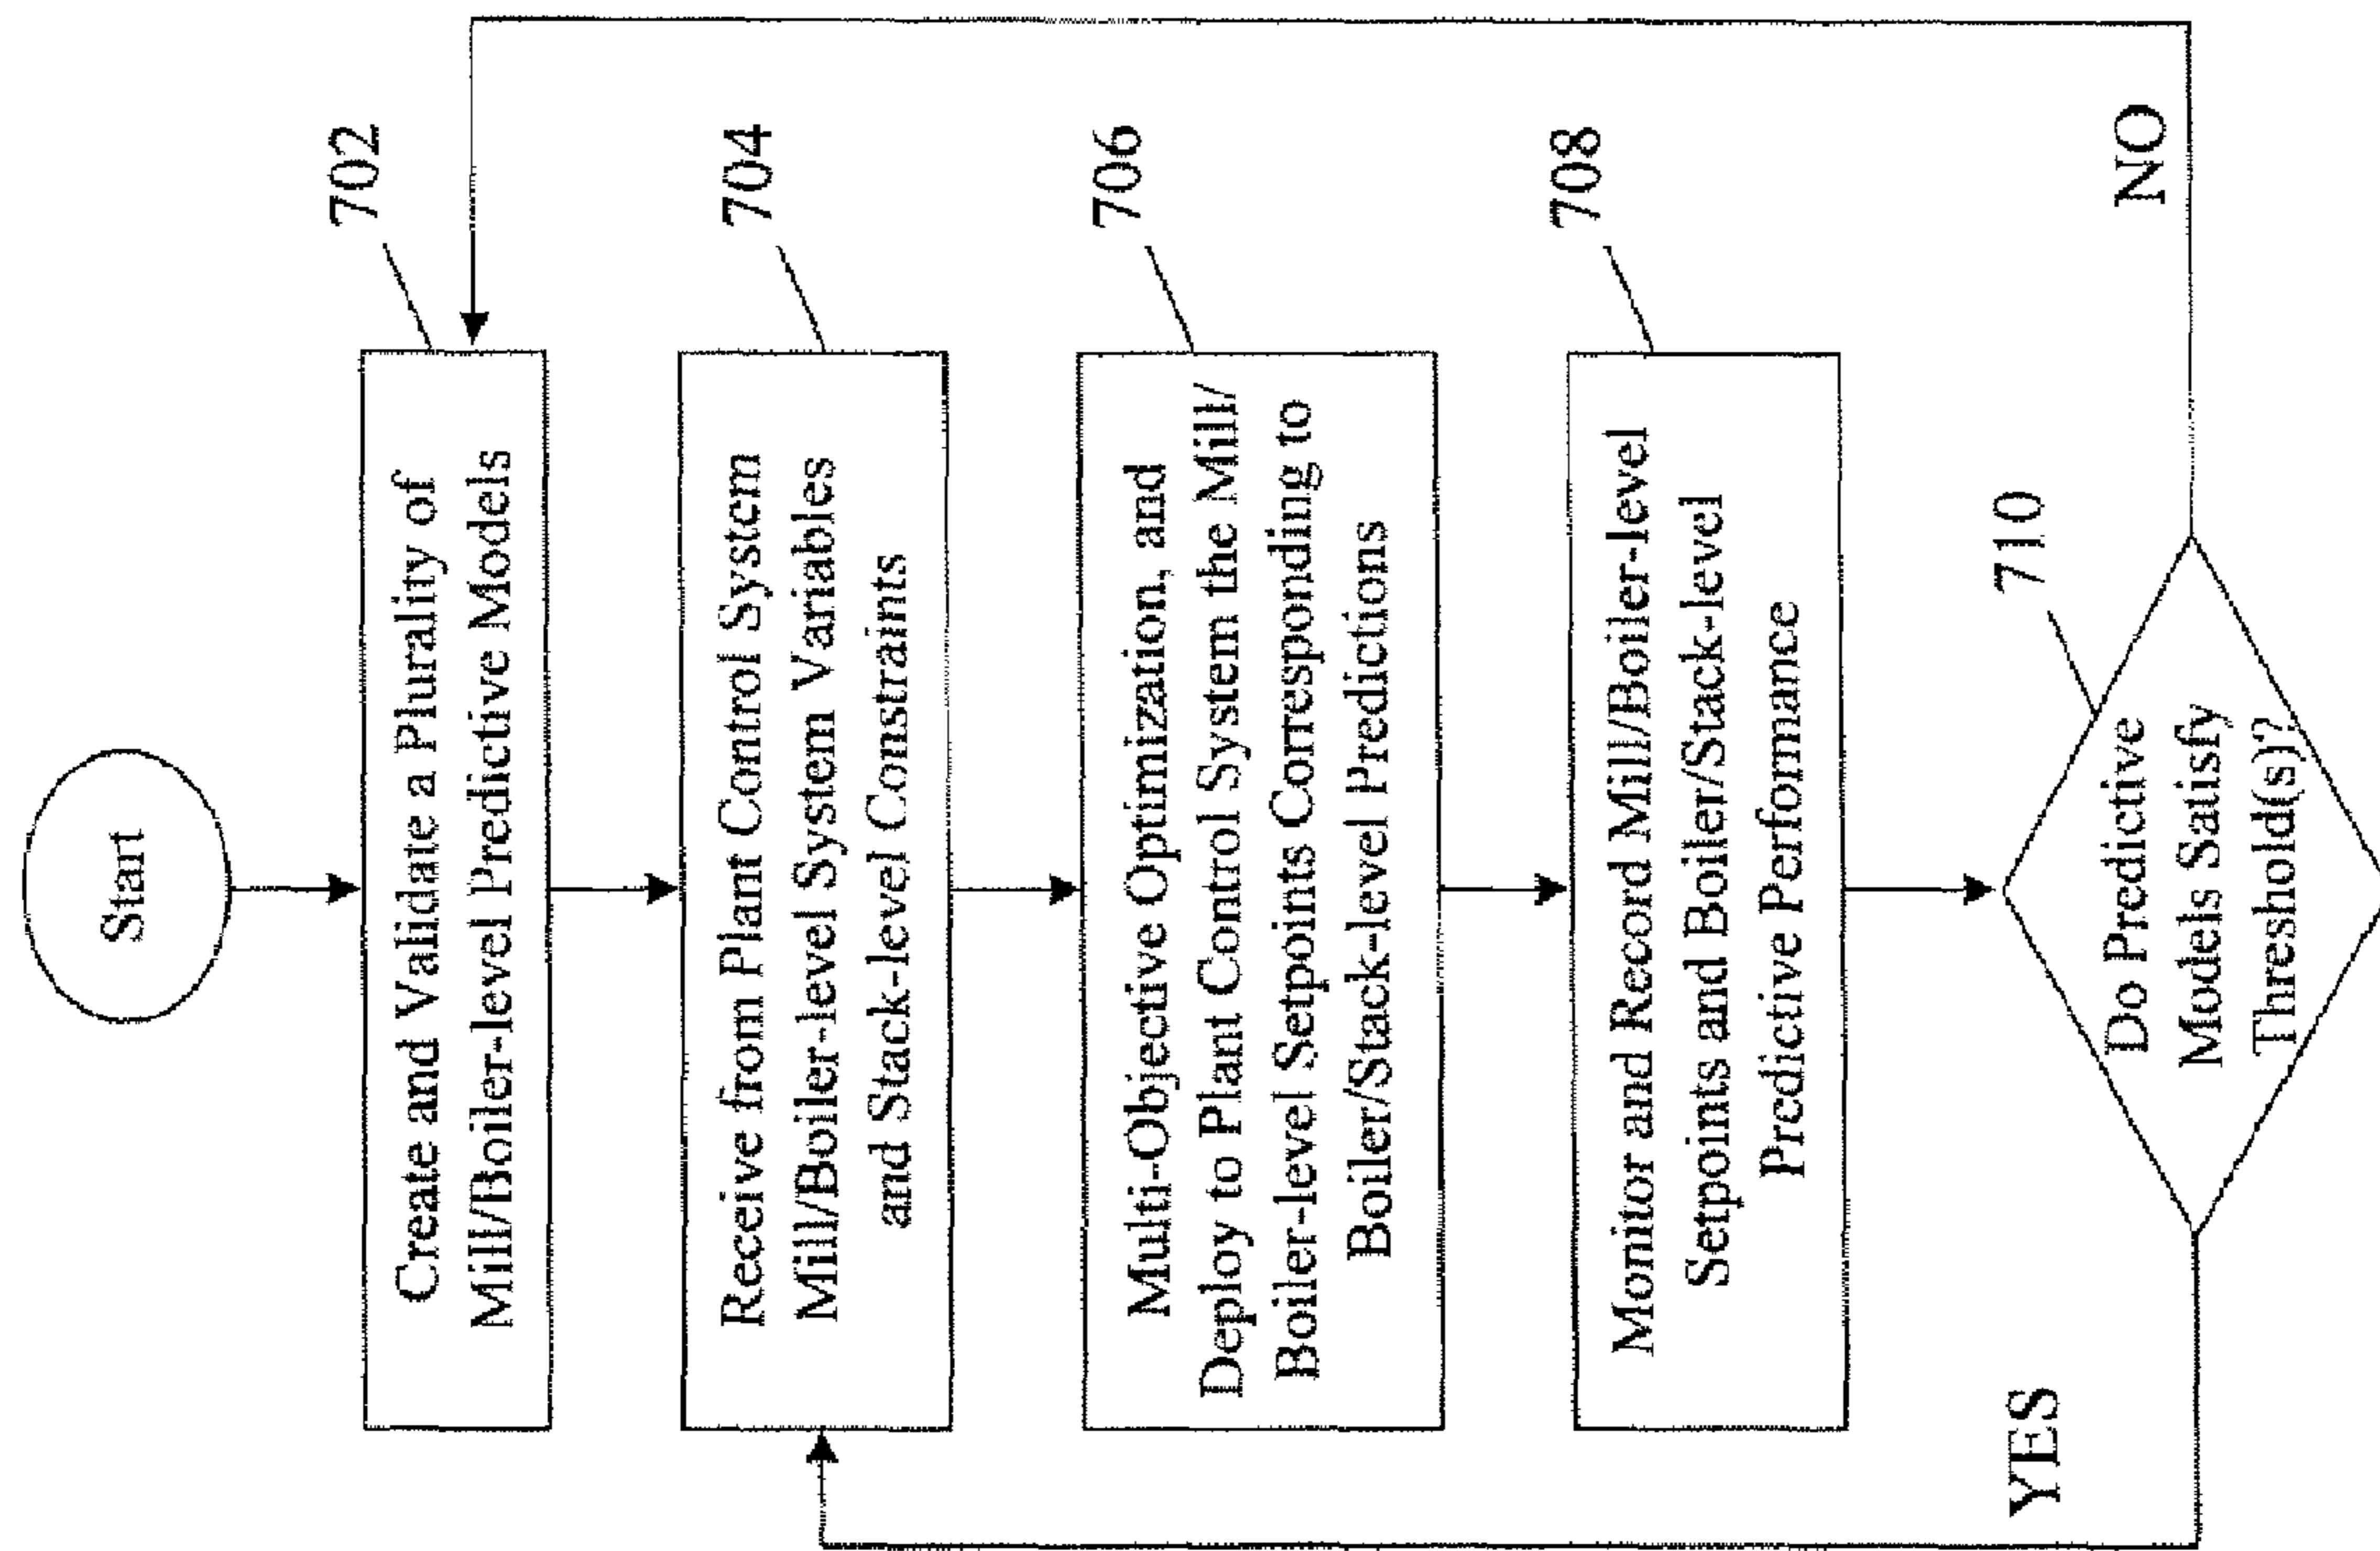 Start
702
Create and Validate a Plurality of
Mill/Boiler-level Predictive Models
704
Receive from Plant Control System
Mill/Boiler-level System Variables
and Stack-level Constraints
706
Multi-Objective Optimization, and
Deploy to Plant Control System the Mill/
Boiler-level Setpoints Corresponding to
Boiler/Stack-level Predictions
708
Monitor and Record Mill/Boiler-level
Setpoints and Boiler/Stack-level
Predictive Performance
710
Do Predictive
Models Satisfy
Threshold(s)?
YES
NO